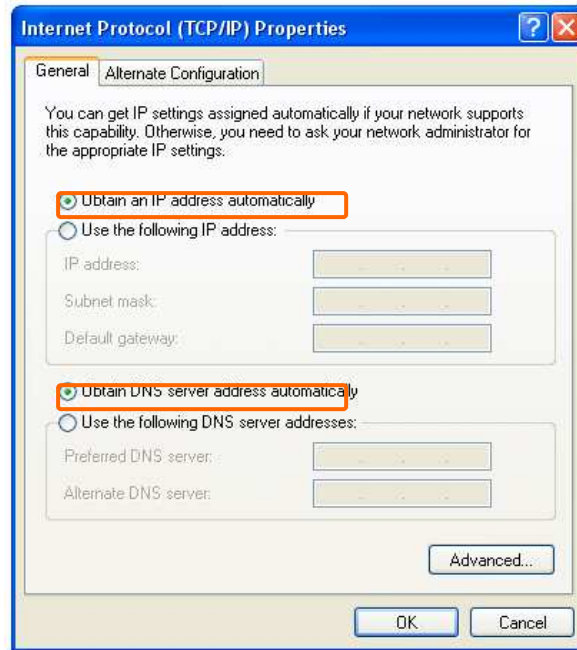 Internet Protocol (TCP/IP) Properties
General
Alternate Configuration
You can get IP settings assigned automatically if your network supports
this capability. Otherwise, you need to ask your network administrator for
the appropriate IP settings.
Obtain an IP address automatically
Use the following IP address:
IP address:
Subnet mask:
Default gateway:
Obtain DNS server address automatically
Use the following DNS server addresses:
Preferred DNS server:
Alternate DNS server:
Advanced...
OK
Cancel